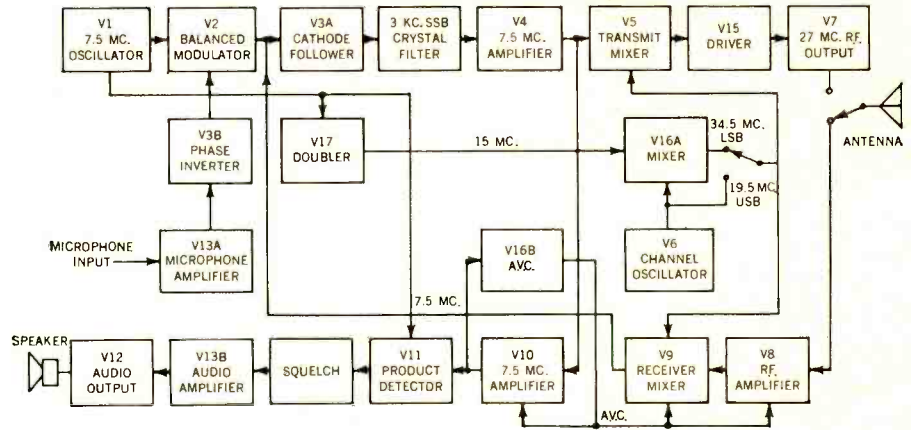 V1
7.5 MC.
OSCILLATOR
V2
BALANCED
MODULATOR
V3A
CATHODE
FOLLOWER
3 KC. SSB
CRYSTAL
FILTER
V4
7.5 MC.
AMPLIFIER
V5
TRANSMIT
MIXER
V15
DRIVER
V7
27 MC. R.F.
OUTPUT
ANTENNA
V3B
PHASE
INVERTER
V17
DOUBLER
15 MC.
V16A
MIXER
34.5 MC.
LSB
19.5 MC.
USB
MICROPHONE
INPUT
V13A
MICROPHONE
AMPLIFIER
V16B
A.V.C.
V6
CHANNEL
OSCILLATOR
7.5 MC.
SPEAKER
V12
AUDIO
OUTPUT
V13B
AUDIO
AMPLIFIER
SQUELCH
V11
PRODUCT
DETECTOR
V10
7.5 MC.
AMPLIFIER
V9
RECEIVER
MIXER
V8
R.F.
AMPLIFIER
A.V.C.